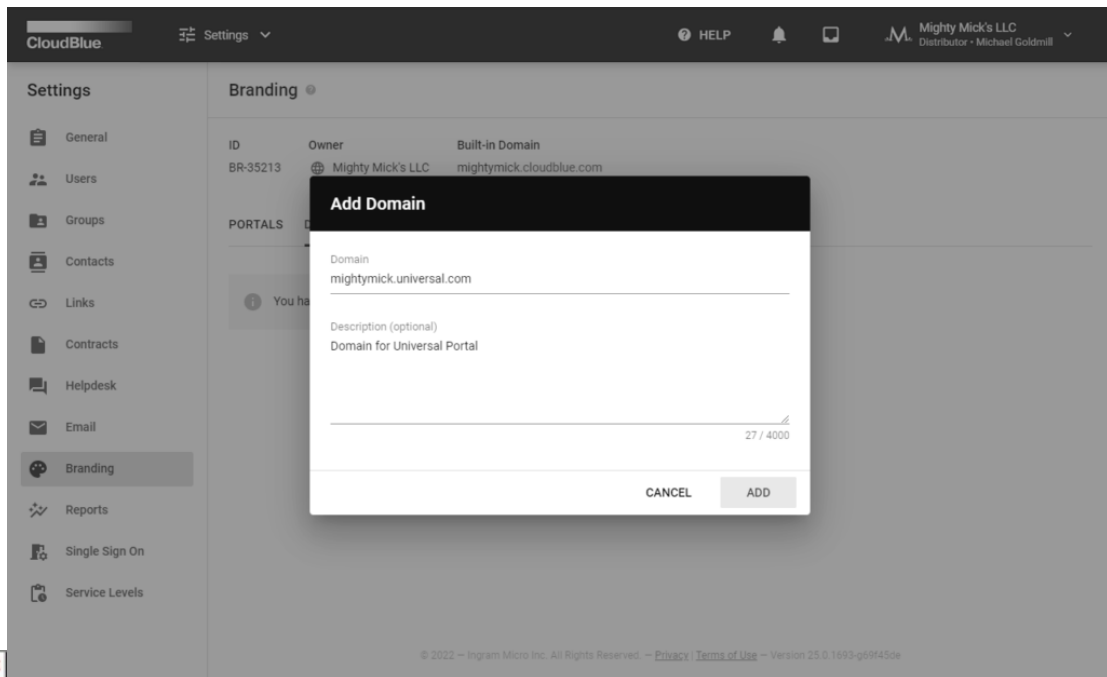 CloudBlue Settings HELP Mighty Mick's LLC
Distributor • Michael Goldmill
Settings Branding
General
Users
Groups
Contacts
Links
Contracts
Helpdesk
Email
Branding
Reports
Single Sign On
Service Levels
ID Owner Built-in Domain
BR-35213 Mighty Mick's LLC mightymick.cloudblue.com
PORTALS D
You ha
Add Domain
Domain
mightymick.universal.com
Description (optional)
Domain for Universal Portal
27 / 4000
CANCEL ADD
© 2022 — Ingram Micro Inc. All Rights Reserved. — Privacy | Terms of Use — Version 25.0.1693-g69f45de